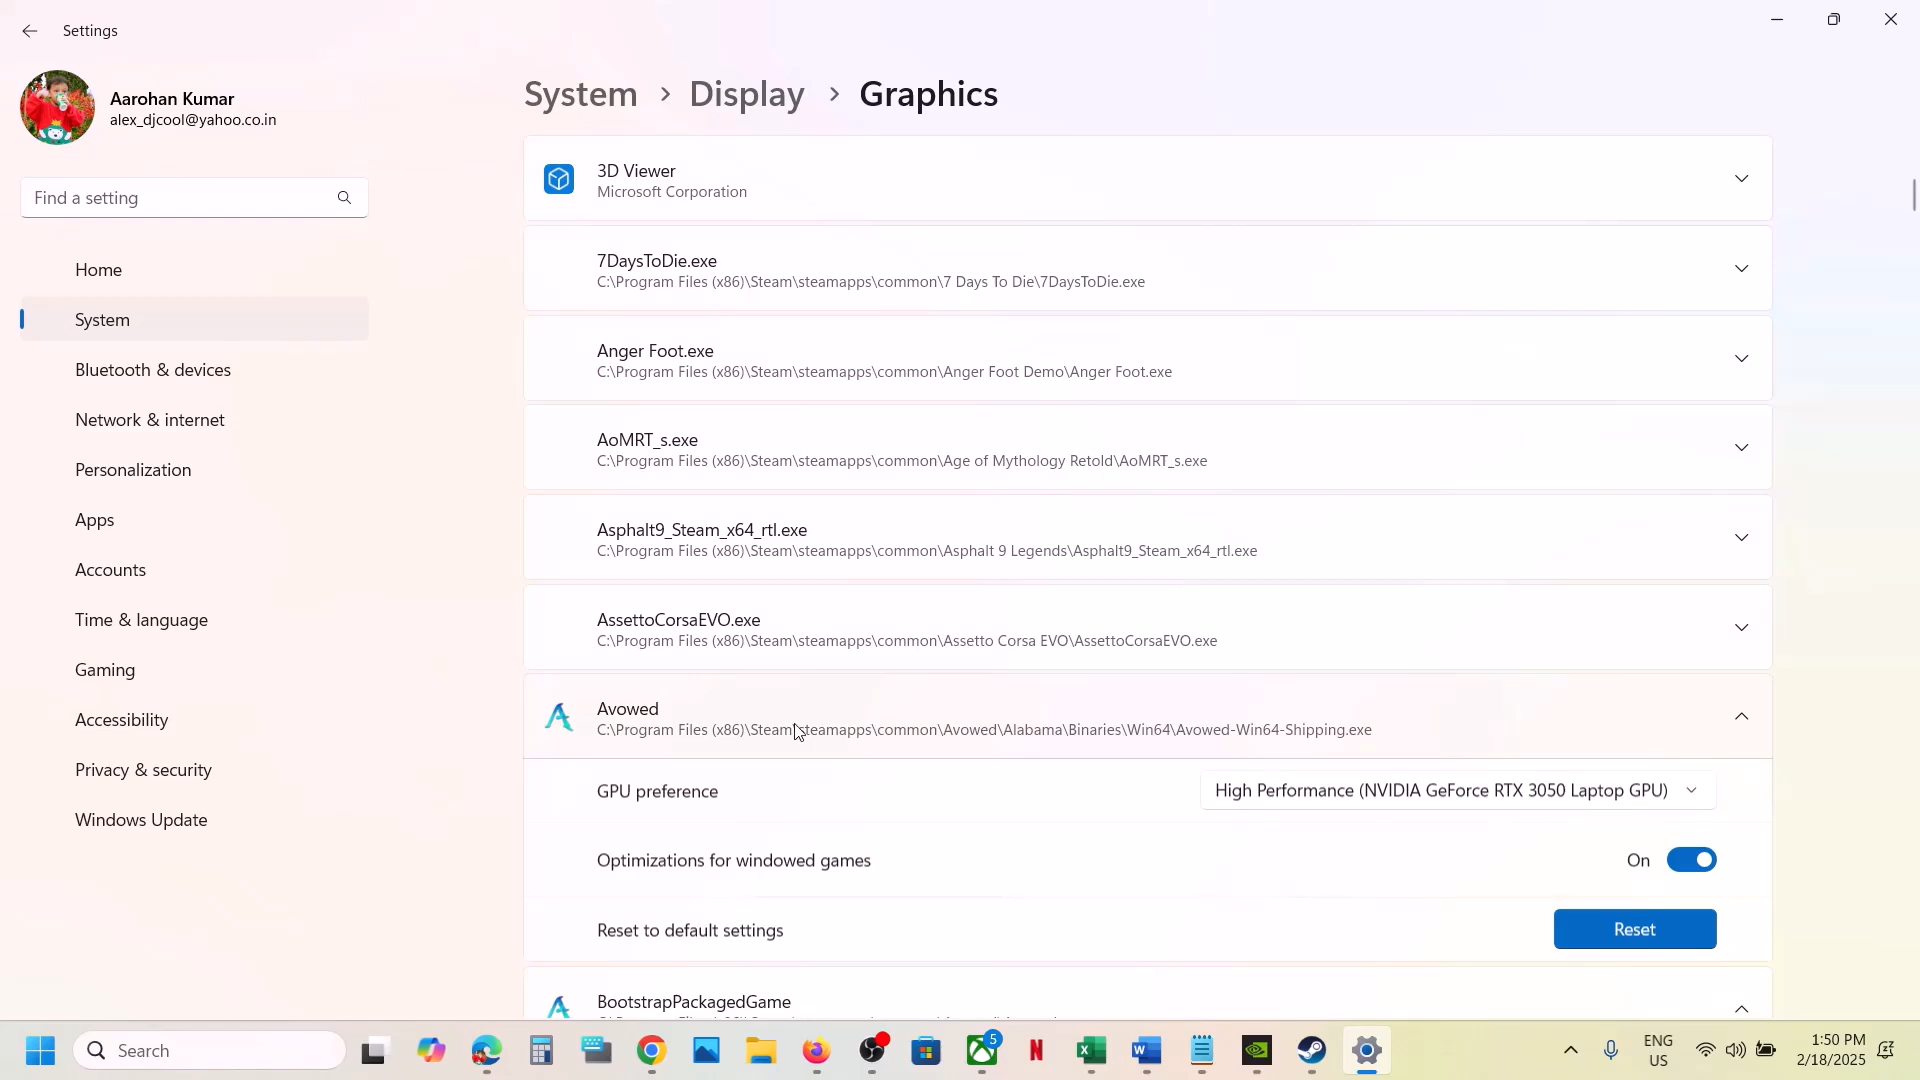 Settings
Aarohan Kumar
alex_djcool@yahoo.co.in
Find a setting
Home
System
Bluetooth & devices
Network & internet
Personalization
Apps
Accounts
Time & language
Gaming
Accessibility
Privacy & security
Windows Update
System > Display > Graphics
3D Viewer
Microsoft Corporation
7DaysToDie.exe
C:\Program Files (x86)\Steam\steamapps\common\7 Days To Die\7DaysToDie.exe
Anger Foot.exe
C:\Program Files (x86)\Steam\steamapps\common\Anger Foot Demo\Anger Foot.exe
AoMRT_s.exe
C:\Program Files (x86)\Steam\steamapps\common\Age of Mythology Retold\AoMRT_s.exe
Asphalt9_Steam_x64_rtl.exe
C:\Program Files (x86)\Steam\steamapps\common\Asphalt 9 Legends\Asphalt9_Steam_x64_rtl.exe
AssettoCorsaEVO.exe
C:\Program Files (x86)\Steam\steamapps\common\Assetto Corsa EVO\AssettoCorsaEVO.exe
Avowed
C:\Program Files (x86)\Steam\steamapps\common\Avowed\Alabama\Binaries\Win64\Avowed-Win64-Shipping.exe
GPU preference
High Performance (NVIDIA GeForce RTX 3050 Laptop GPU)
Optimizations for windowed games
On
Reset to default settings
Reset
BootstrapPackagedGame
Search
5
ENG
US
1:50 PM
2/18/2025